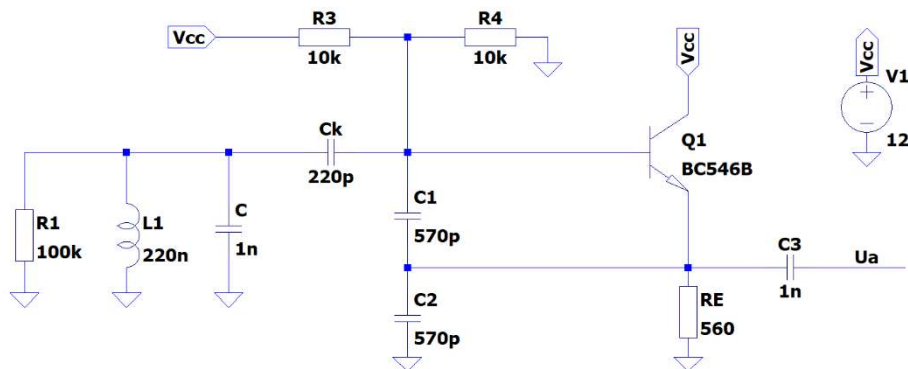 Vcc
R3
10k
R4
10k
Vcc
Vcc
V1
12
Ck
220p
Q1
BC546B
R1
100k
L1
220n
C
1n
C1
570p
C3
1n
Ua
C2
570p
RE
560